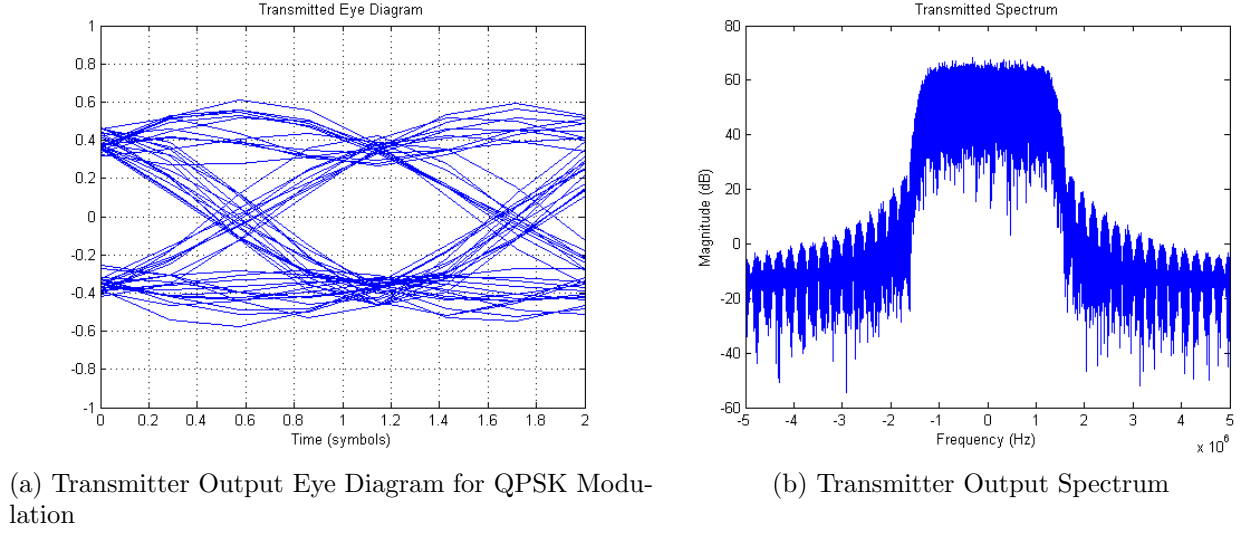 Transmitted Eye Diagram
1
0.8
0.6
0.4
0.2
0
-0.2
-0.4
-0.6
-0.8
-1
0 0.2 0.4 0.6 0.8 1 1.2 1.4 1.6 1.8 2
Time (symbols)
(a) Transmitter Output Eye Diagram for QPSK Modu-
lation
Transmitted Spectrum
Magnitude (dB)
80
60
40
20
0
-20
-40
-60
-5 -4 -3 -2 -1 0 1 2 3 4 5
Frequency (Hz)
x 10⁶
(b) Transmitter Output Spectrum